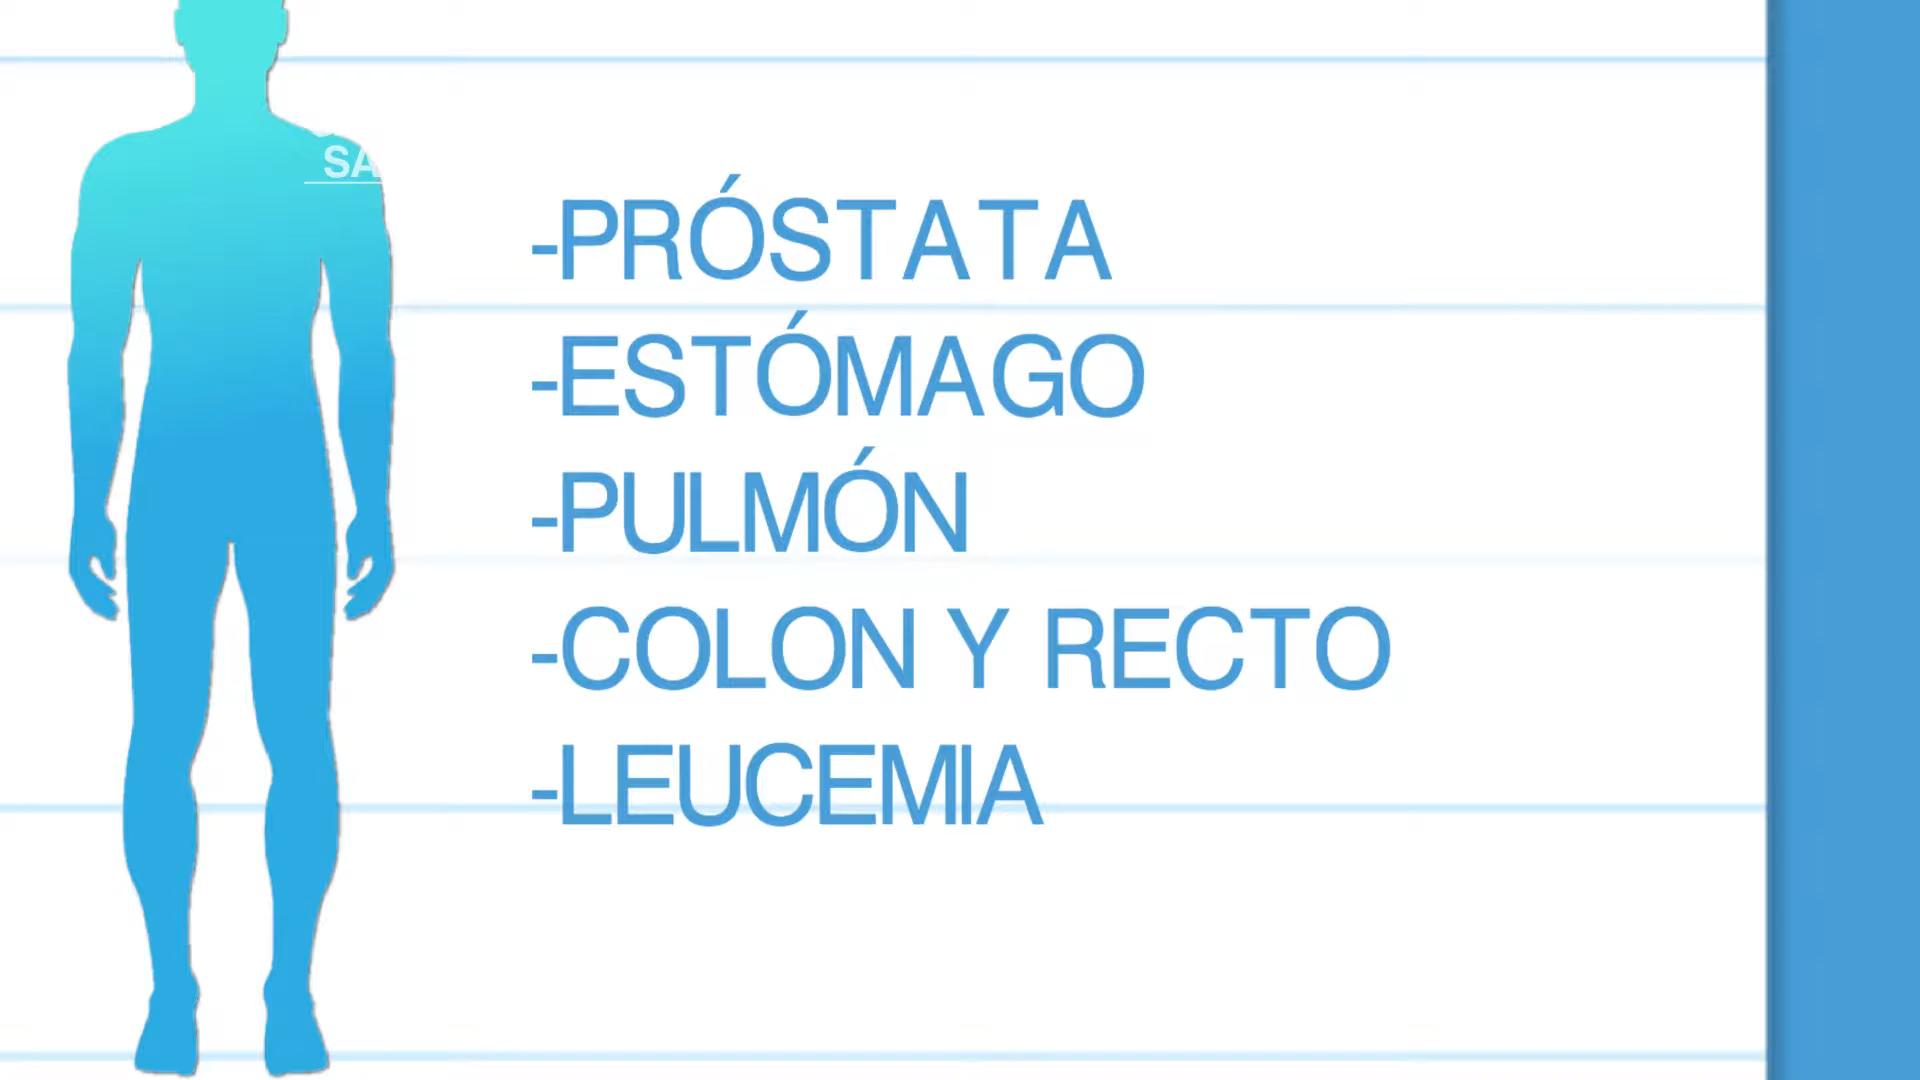 -PRÓSTATA
-ESTÓMAGO
-PULMÓN
-COLON Y RECTO
-LEUCEMIA